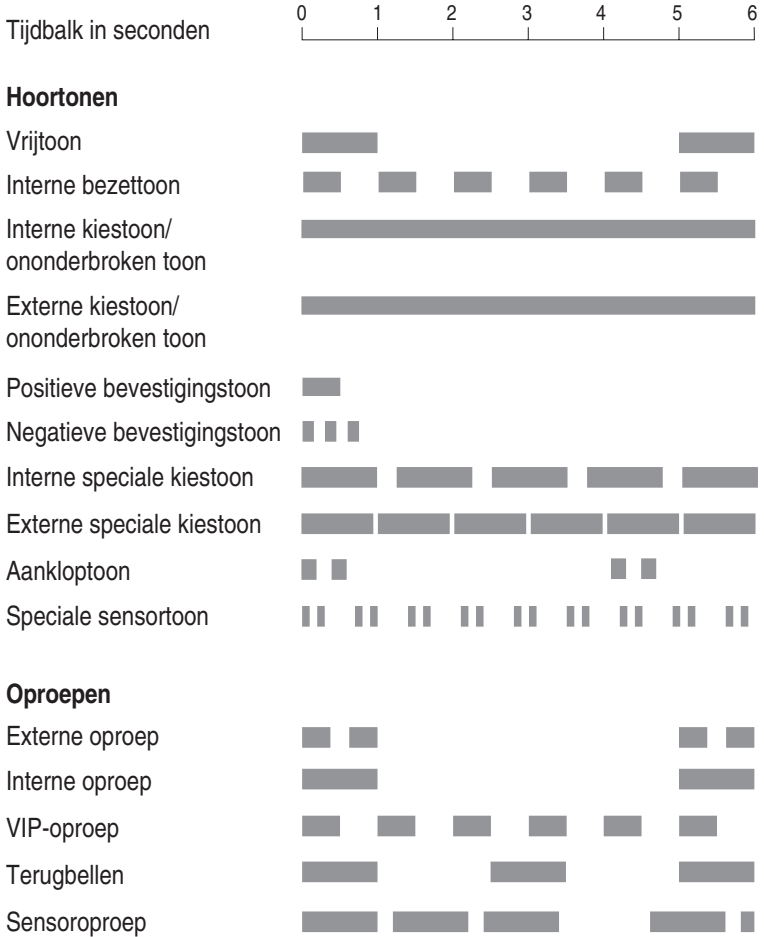 Tijdbalk in seconden
0 1 2 3 4 5 6
Hoortonen
Vrijtoon
Interne bezettoon
Interne kiestoon/
ononderbroken toon
Externe kiestoon/
ononderbroken toon
Positieve bevestigingstoon
Negatieve bevestigingstoon
Interne speciale kiestoon
Externe speciale kiestoon
Aankloptoon
Speciale sensortoon
Oproepen
Externe oproep
Interne oproep
VIP-oproep
Terugbellen
Sensoroproep